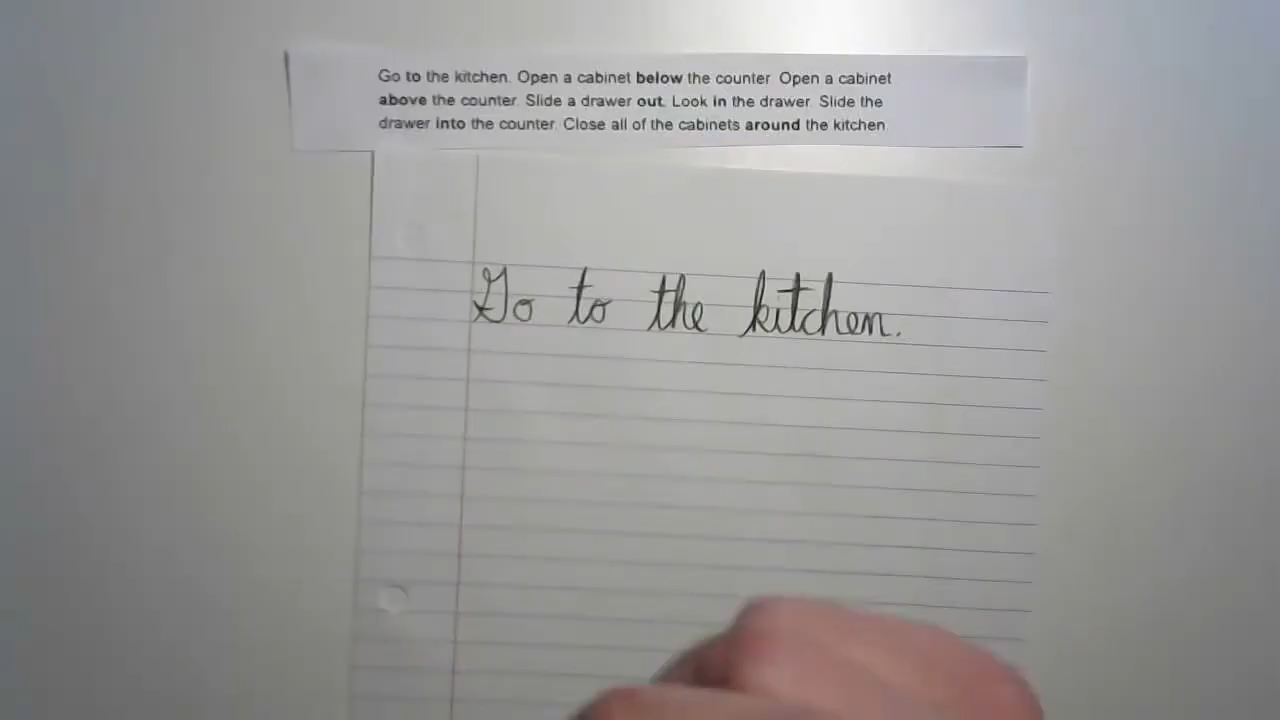 Go to the kitchen. Open a cabinet below the counter. Open a cabinet
above the counter. Slide a drawer out. Look in the drawer. Slide the
drawer into the counter. Close all of the cabinets around the kitchen.
Go to the kitchen.